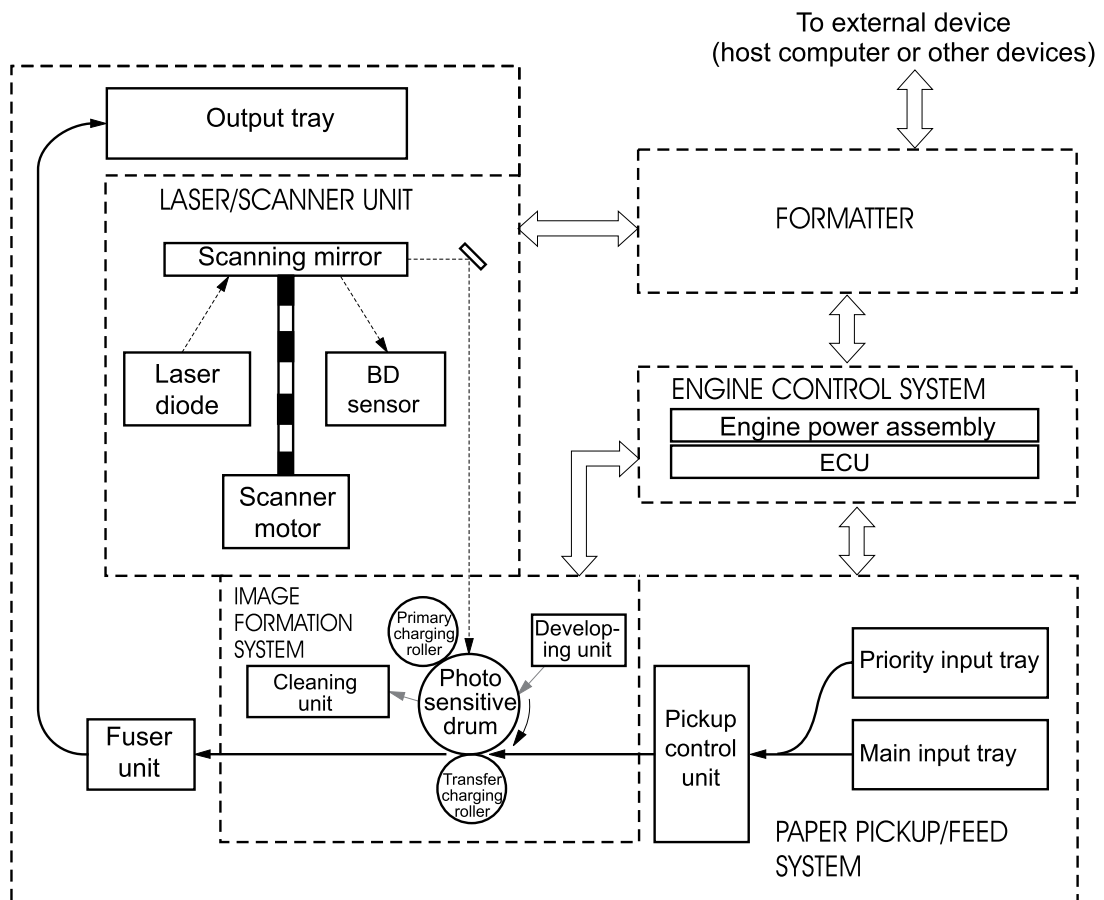 To external device
(host computer or other devices)
Output tray
LASER/SCANNER UNIT
Scanning mirror
Laser
diode
BD
sensor
Scanner
motor
FORMATTER
ENGINE CONTROL SYSTEM
Engine power assembly
ECU
IMAGE
FORMATION
SYSTEM
Primary
charging
roller
Develop-
ing unit
Cleaning
unit
Photo
sensitive
drum
Transfer
charging
roller
Fuser
unit
Pickup
control
unit
Priority input tray
Main input tray
PAPER PICKUP/FEED
SYSTEM